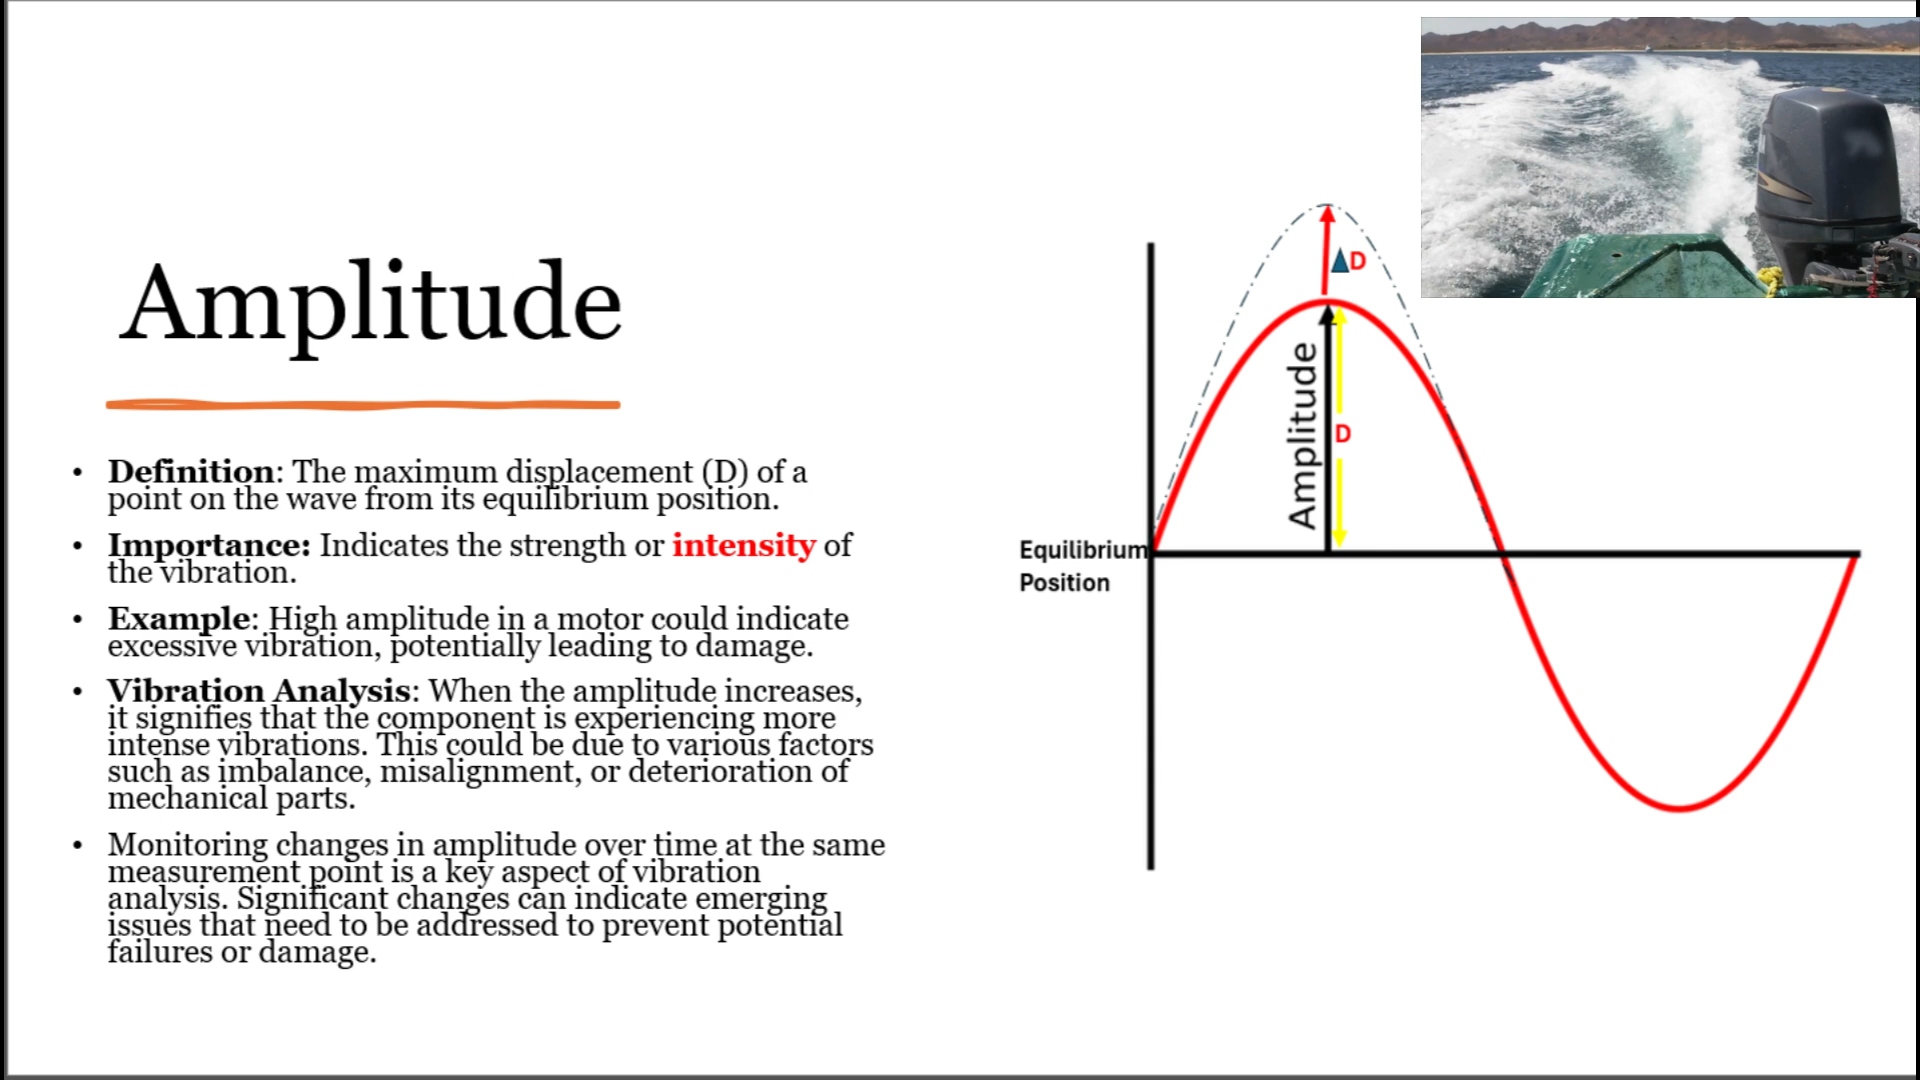 Amplitude
• Definition: The maximum displacement (D) of a
point on the wave from its equilibrium position.
• Importance: Indicates the strength or intensity of
the vibration.
• Example: High amplitude in a motor could indicate
excessive vibration, potentially leading to damage.
• Vibration Analysis: When the amplitude increases,
it signifies that the component is experiencing more
intense vibrations. This could be due to various factors
such as imbalance, misalignment, or deterioration of
mechanical parts.
• Monitoring changes in amplitude over time at the same
measurement point is a key aspect of vibration
analysis. Significant changes can indicate emerging
issues that need to be addressed to prevent potential
failures or damage.
▲D
Amplitude
D
Equilibrium
Position